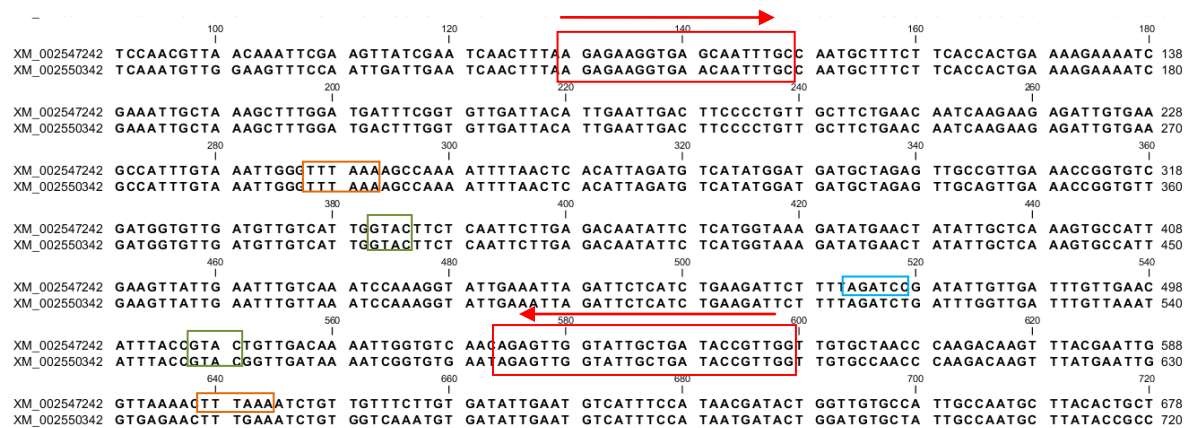 100 120 140 160 180
XM_002547242 TCCAACGTTA ACAAATTCGA AGTTATCGAA TCAACTTTAA GAGAAGGTGA GCAATTTGCC AATGCTTTCT TCACCACTGA AAAGAAAATC 138
XM_002550342 TCAAATGTTG GAAGTTTCCA ATTGATTGAA TCAACTTTAA GAGAAGGTGA ACAATTTGCC AATGCTTTCT TCACCACTGA AAAGAAAATC 180
200 220 240 260
XM_002547242 GAAATTGCTA AAGCTTTGGA TGATTTCGGT GTTGATTACA TTGAATTGAC TTCCCCTGTT GCTTCTGAAC AATCAAGAAG AGATTGTGAA 228
XM_002550342 GAAATTGCTA AAGCTTTGGA TGACTTTGGT GTTGATTACA TTGAATTGAC TTCCCCTGTT GCTTCTGAAC AATCAAGAAG AGATTGTGAA 270
280 300 320 340 360
XM_002547242 GCCATTTGTA AATTGGGTTT AAAAGCCAAA ATTTTAACTC ACATTAGATG TCATATGGAT GATGCTAGAG TTGCCGTTGA AACCGGTGTC 318
XM_002550342 GCCATTTGTA AATTGGGTTT AAAAGCCAAA ATTTTAACTC ACATTAGATG TCATATGGAT GATGCTAGAG TTGCAGTTGA AACCGGTGTT 360
380 400 420 440
XM_002547242 GATGGTGTTG ATGTTGTCAT TGGTACTTCT CAATTCTTGA GACAATATTC TCATGGTAAA GATATGAACT ATATTGCTCA AAGTGCCATT 408
XM_002550342 GATGGTGTTG ATGTTGTCAT TGGTACTTCT CAATTCTTGA GACAATATTC TCATGGTAAA GATATGAACT ATATTGCTCA AAGTGCCATT 450
460 480 500 520 540
XM_002547242 GAAGTTATTG AATTTGTCAA ATCCAAAGGT ATTGAAATTA GATTCTCATC TGAAGATTCT TTTAGATCCG ATATTGTTGA TTTGTTGAAC 498
XM_002550342 GAAGTTATTG AATTTGTTAA ATCCAAAGGT ATTGAAATTA GATTCTCATC TGAAGATTCT TTTAGATCTG ATTTGGTTGA TTTGTTAAAT 540
560 580 600 620
XM_002547242 ATTTACCGTA CTGTTGACAA AATTGGTGTC AACAGAGTTG GTATTGCTGA TACCGTTGGT TGTGCTAACC CAAGACAAGT TTACGAATTG 588
XM_002550342 ATTTACCGTA CGGTTGATAA AATCGGTGTG AATAGAGTTG GTATTGCTGA TACCGTTGGT TGTGCCAACC CAAGACAAGT TTATGAATTG 630
640 660 680 700 720
XM_002547242 GTTAAAACTT TAAAATCTGT TGTTTCTTGT GATATTGAAT GTCATTTCCA TAACGATACT GGTTGTGCCA TTGCCAATGC TTACACTGCT 678
XM_002550342 GTGAGAACTT TGAAATCTGT GGTCAAATGT GATATTGAAT GTCATTTCCA TAATGATACT GGATGTGCTA TTGCAAATGC TTATACCGCC 720